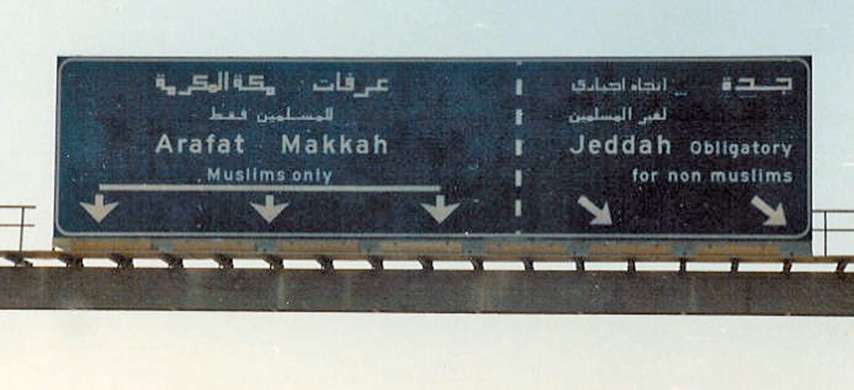 عرفات مكة المكرمة
للمسلمين فقط
Arafat Makkah
Muslims only
جدة اتجاه اجباري
لغير المسلمين
Jeddah Obligatory
for non muslims